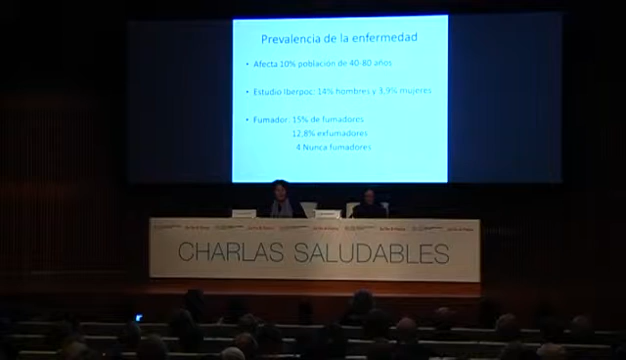 Prevalencia de la enfermedad
• Afecta 10% población de 40-80 años
• Estudio Iberpoc: 14% hombres y 3,9% mujeres
• Fumador: 15% de fumadores
12,8% exfumadores
4 Nunca fumadores
CHARLAS SALUDABLES